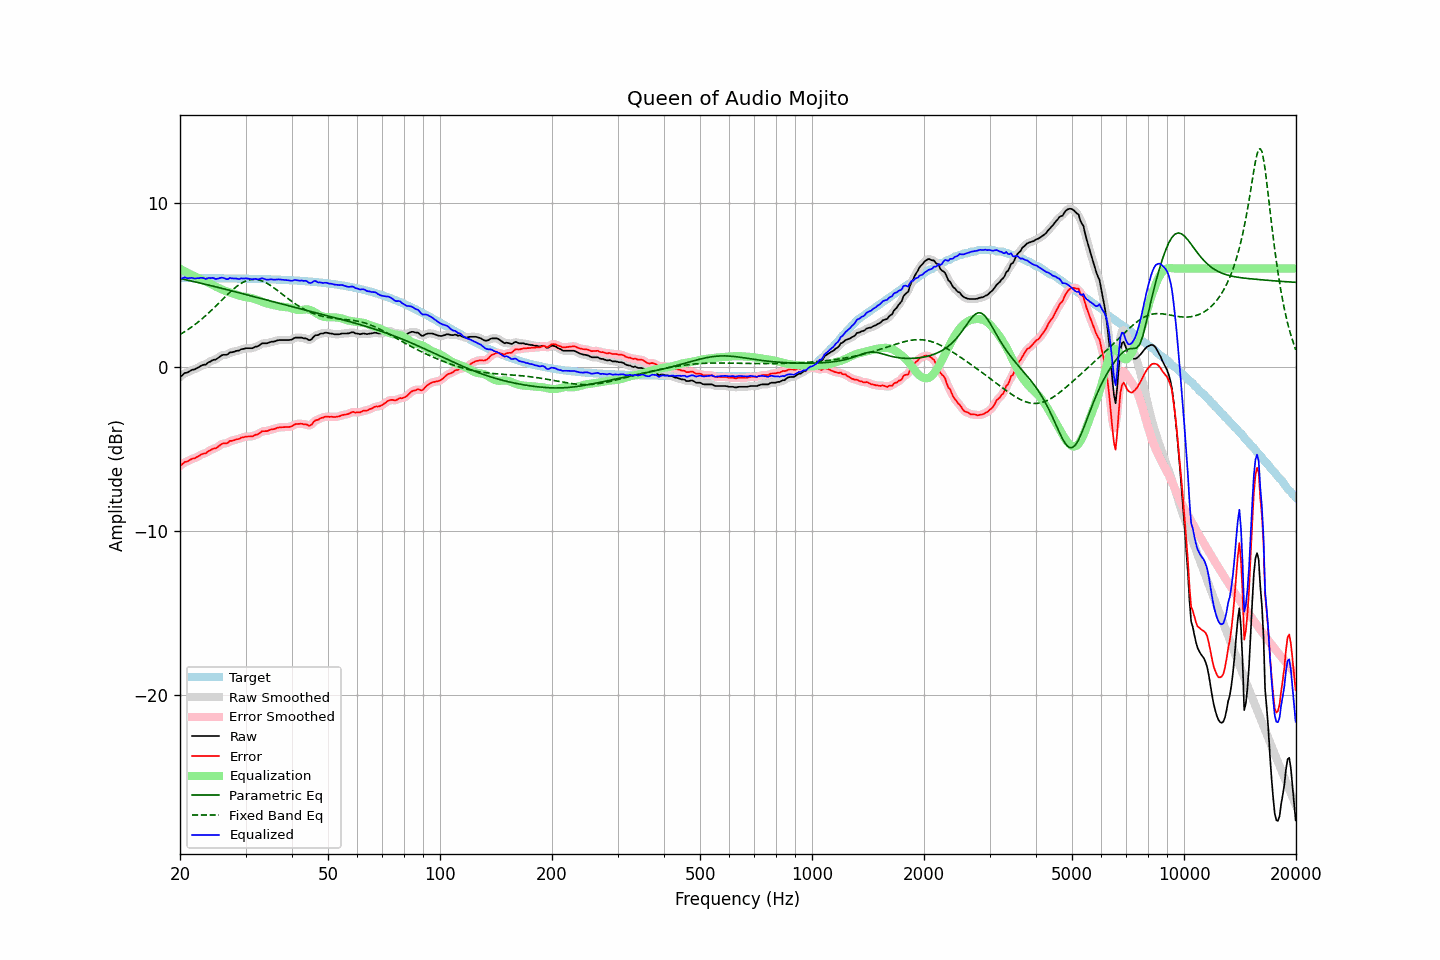 Queen of Audio Mojito
Amplitude (dBr)
10
0
−10
−20
Target
Raw Smoothed
Error Smoothed
Raw
Error
Equalization
Parametric Eq
Fixed Band Eq
Equalized
20 50 100 200 500 1000 2000 5000 10000 20000
Frequency (Hz)